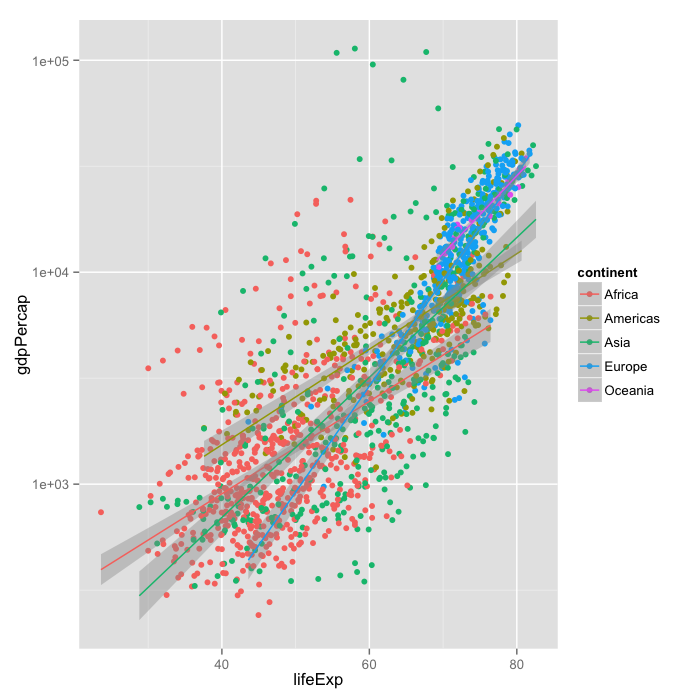 1e+05
1e+04
1e+03
gdpPercap
40 60 80
lifeExp
continent
Africa
Americas
Asia
Europe
Oceania